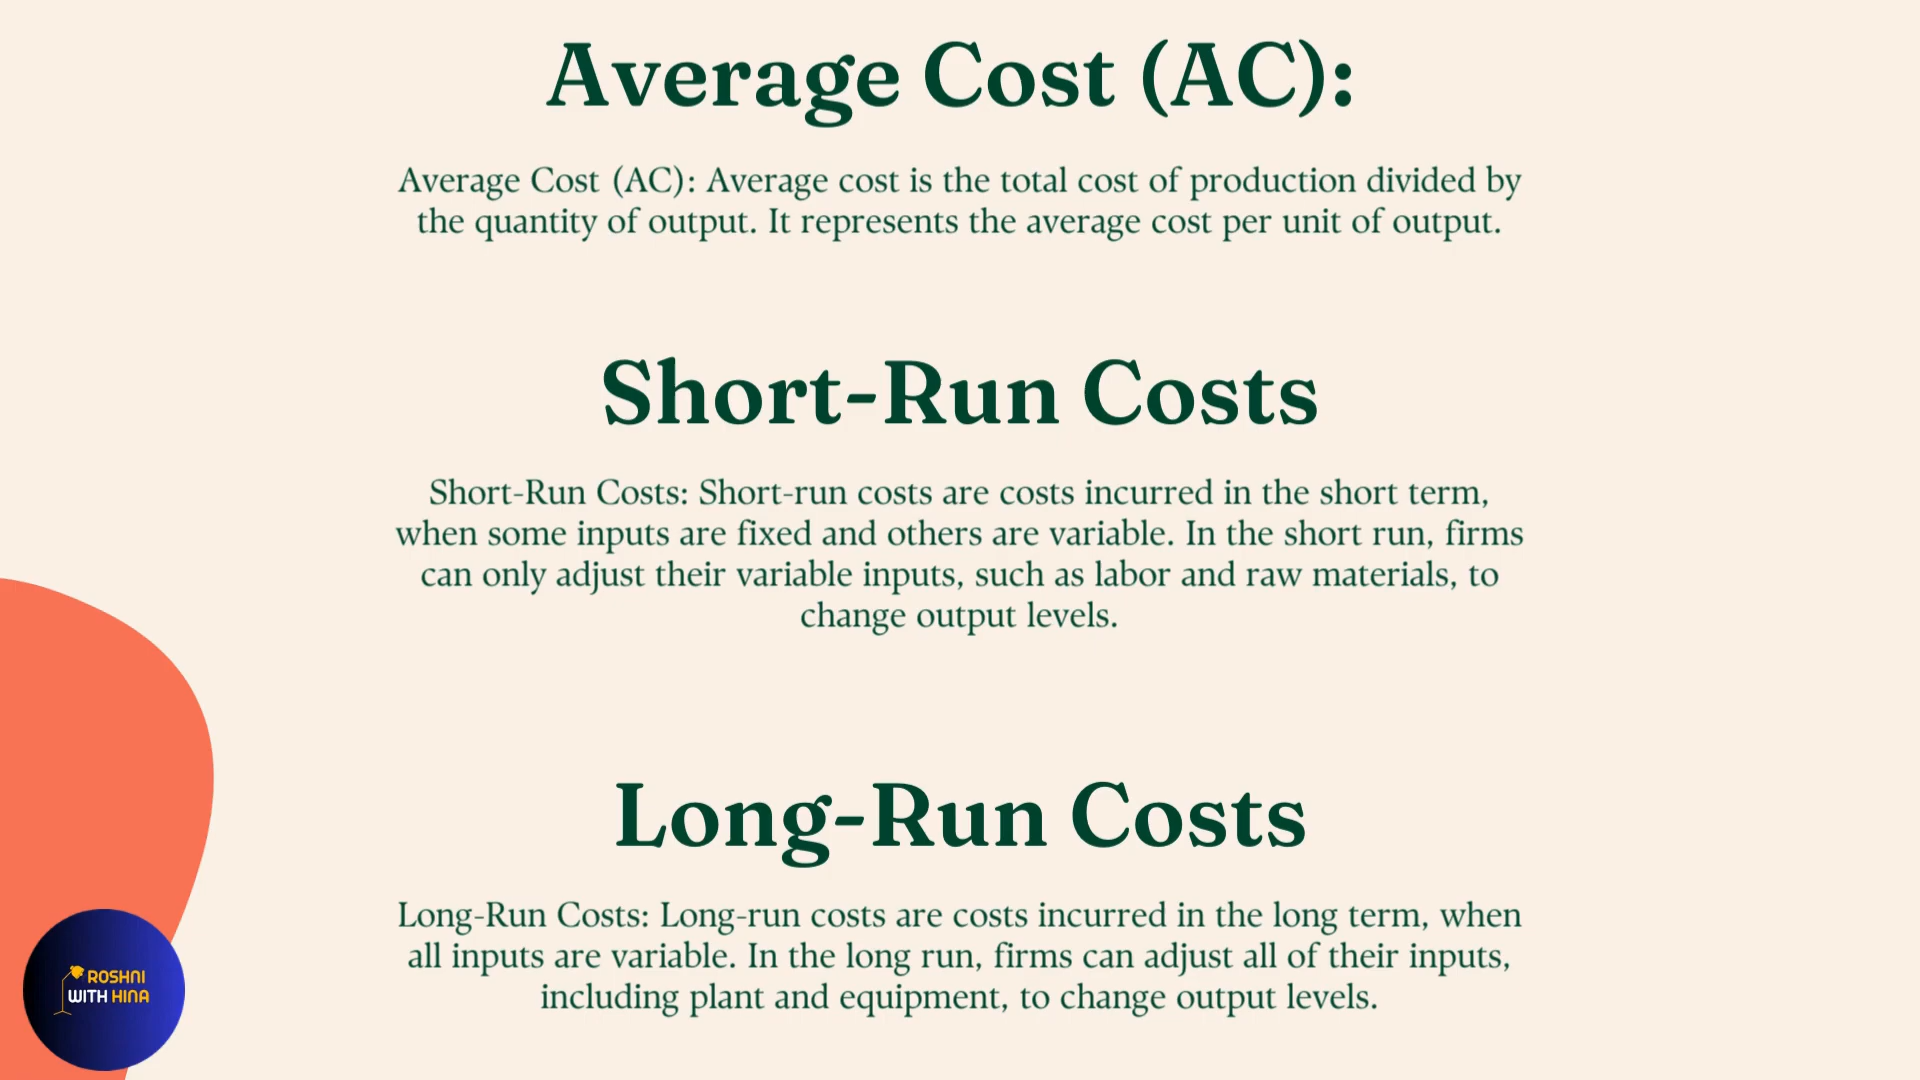 Average Cost (AC):
Average Cost (AC): Average cost is the total cost of production divided by
the quantity of output. It represents the average cost per unit of output.
Short-Run Costs
Short-Run Costs: Short-run costs are costs incurred in the short term,
when some inputs are fixed and others are variable. In the short run, firms
can only adjust their variable inputs, such as labor and raw materials, to
change output levels.
Long-Run Costs
Long-Run Costs: Long-run costs are costs incurred in the long term, when
all inputs are variable. In the long run, firms can adjust all of their inputs,
including plant and equipment, to change output levels.
ROSHNI
WITH HINA